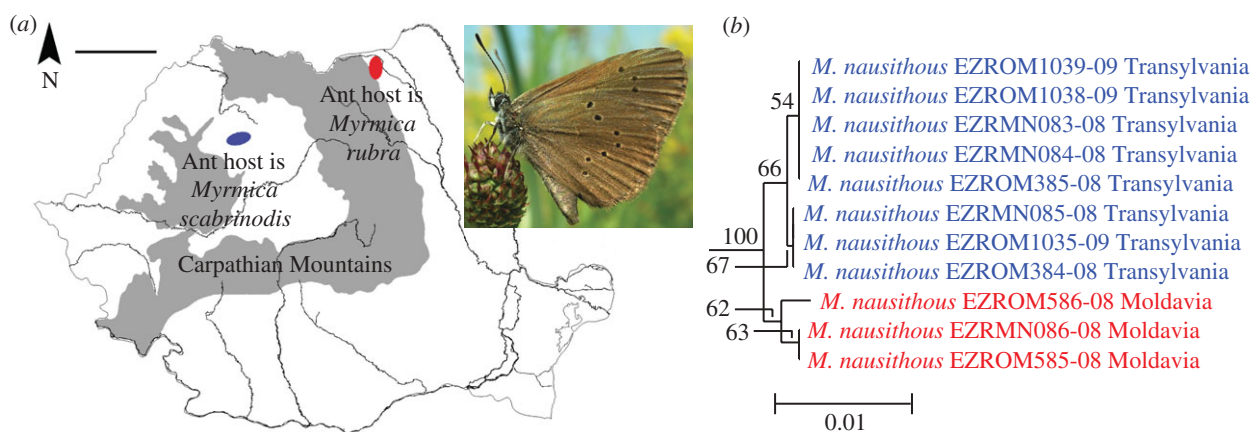 (a)
N
Ant host is
Myrmica
rubra
Ant host is
Myrmica
scabrinodis
Carpathian Mountains
(b)
M. nausithous EZROM1039-09 Transylvania
M. nausithous EZROM1038-09 Transylvania
M. nausithous EZRMN083-08 Transylvania
M. nausithous EZRMN084-08 Transylvania
M. nausithous EZROM385-08 Transylvania
M. nausithous EZRMN085-08 Transylvania
M. nausithous EZROM1035-09 Transylvania
M. nausithous EZROM384-08 Transylvania
M. nausithous EZROM586-08 Moldavia
M. nausithous EZRMN086-08 Moldavia
M. nausithous EZROM585-08 Moldavia
54
66
100
67
62
63
0.01